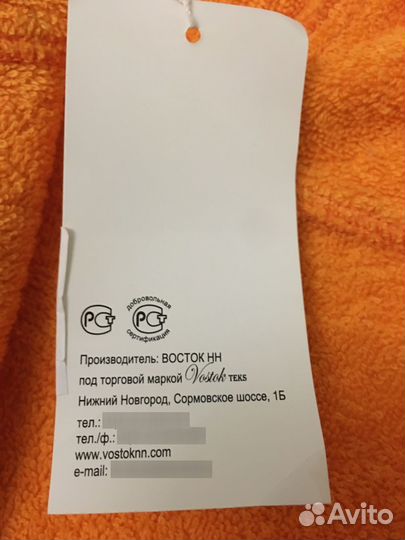 РСТ
добровольная
РСТ
сертификация
Производитель: ВОСТОК НН
под торговой маркой Vostok TEKS
Нижний Новгород, Сормовское шоссе, 1Б
тел.:
тел./ф.:
www.vostoknn.com
e-mail:
Avito